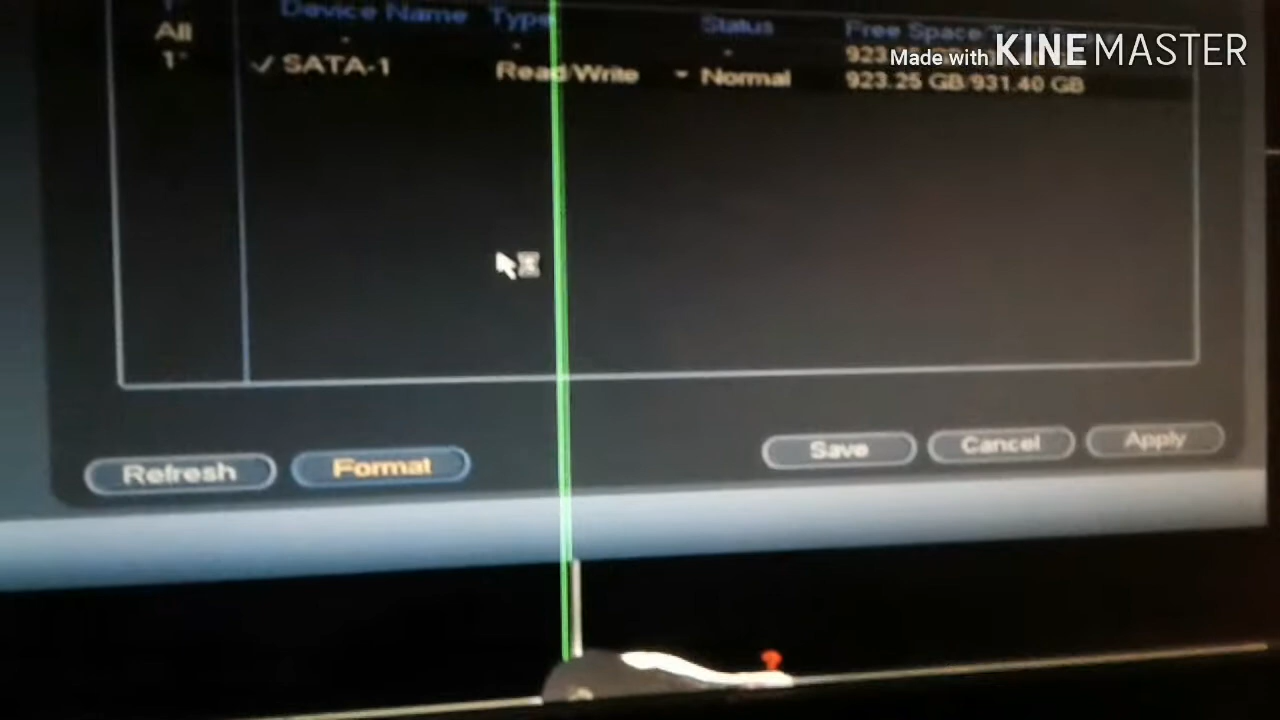 Device Name Type Status Free Space
All 923.
1* ✓ SATA-1 Read/Write Normal 923.25 GB/931.40 GB
Made with KINEMASTER
Refresh Format Save Cancel Apply